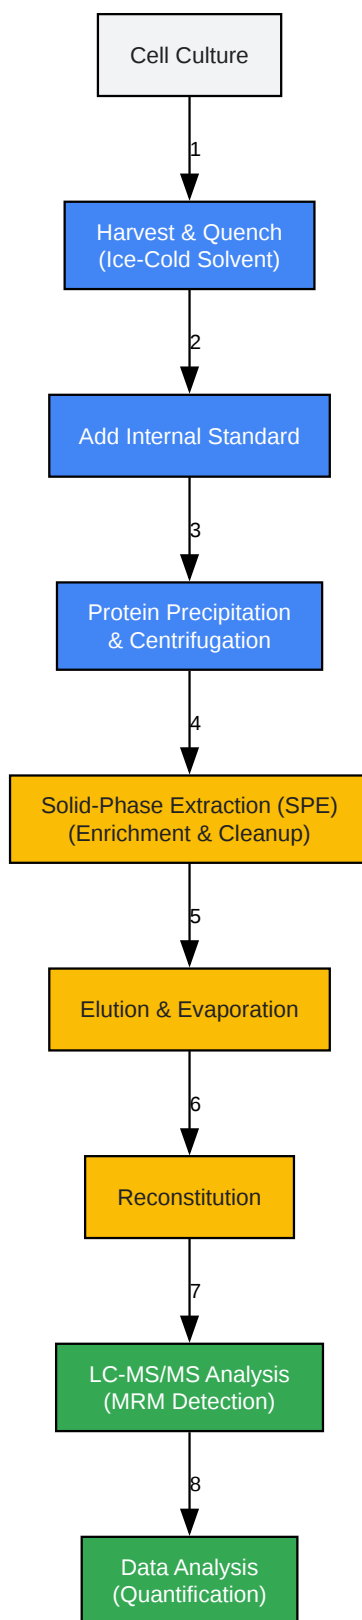 Cell Culture
1
Harvest & Quench
(Ice-Cold Solvent)
2
Add Internal Standard
3
Protein Precipitation
& Centrifugation
4
Solid-Phase Extraction (SPE)
(Enrichment & Cleanup)
5
Elution & Evaporation
6
Reconstitution
7
LC-MS/MS Analysis
(MRM Detection)
8
Data Analysis
(Quantification)